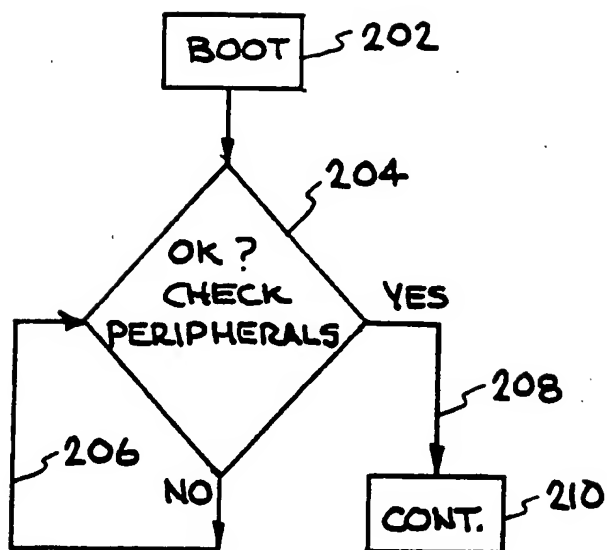 BOOT
202
204
OK?
CHECK
PERIPHERALS
YES
208
206
NO
CONT.
210